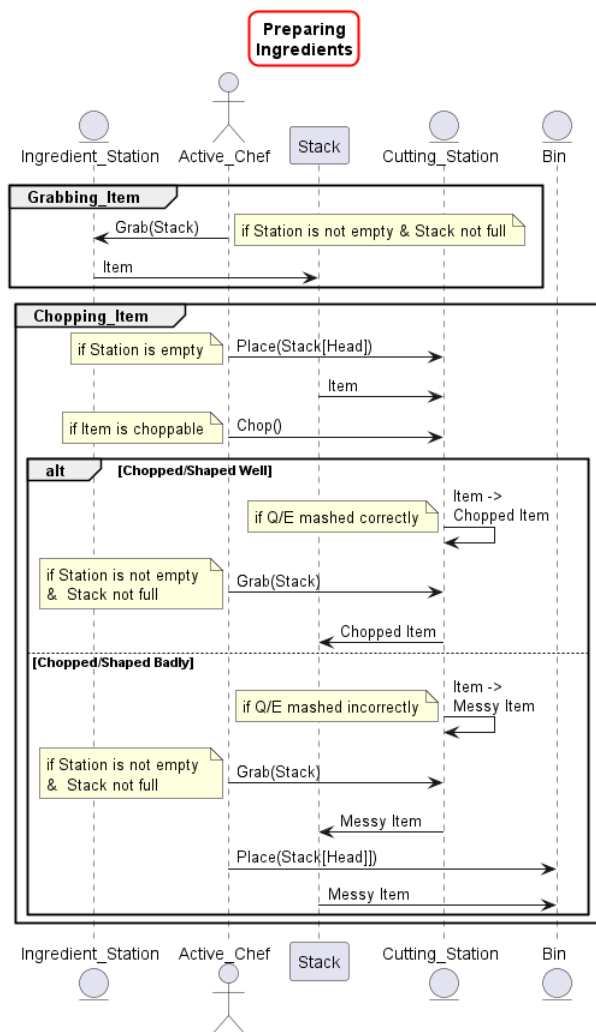 Preparing
Ingredients
Ingredient_Station
Active_Chef
Stack
Cutting_Station
Bin
Grabbing_Item
Grab(Stack)
if Station is not empty & Stack not full
Item
Chopping_Item
if Station is empty
Place(Stack[Head])
Item
if Item is choppable
Chop()
alt
[Chopped/Shaped Well]
if Q/E mashed correctly
Item ->
Chopped Item
if Station is not empty
& Stack not full
Grab(Stack)
Chopped Item
[Chopped/Shaped Badly]
if Q/E mashed incorrectly
Item ->
Messy Item
if Station is not empty
& Stack not full
Grab(Stack)
Messy Item
Place(Stack[Head]])
Messy Item
Ingredient_Station
Active_Chef
Stack
Cutting_Station
Bin